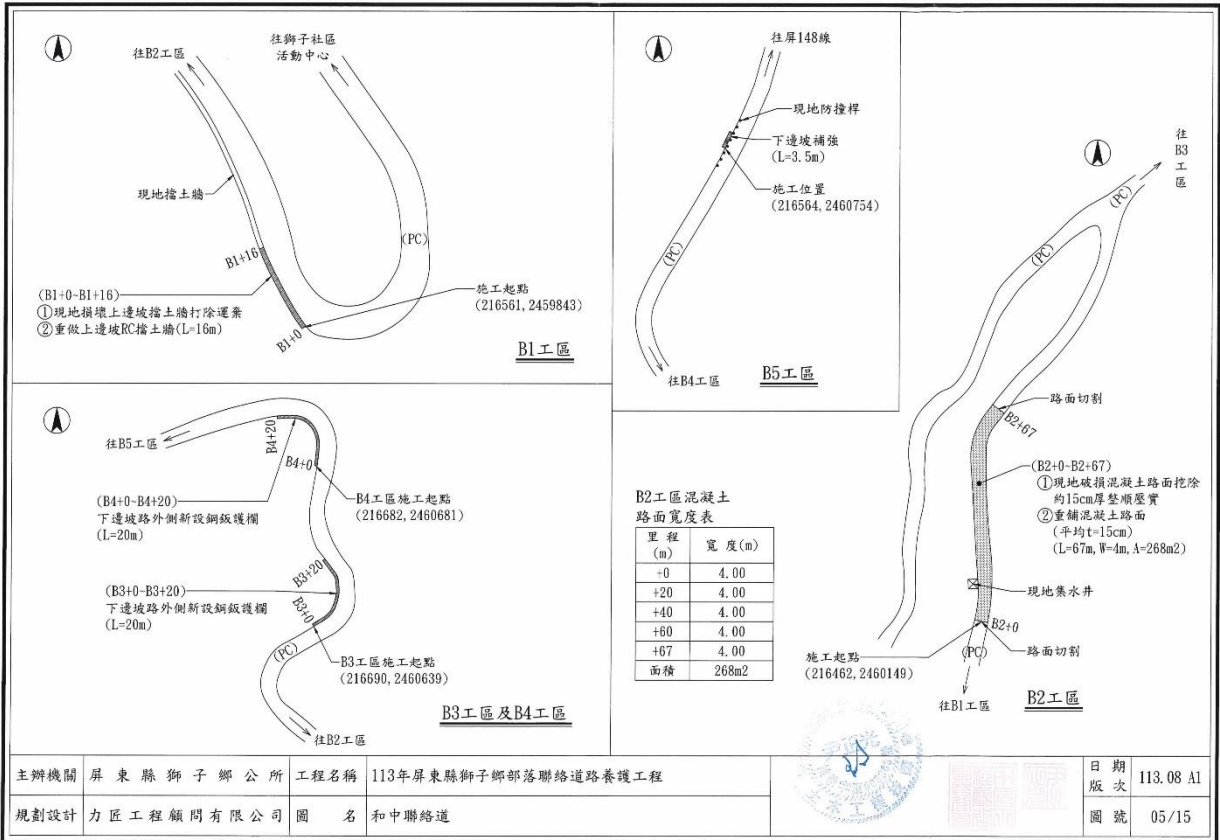 往B2工區
往獅子社區
活動中心
現地擋土牆
B1+16
(PC)
(B1+0~B1+16)
①現地損壞上邊坡擋土牆打除運棄
②重做上邊坡RC擋土牆(L=16m)
施工起點
(216561, 2459843)
B1+0
B1工區
往屏148線
現地防撞桿
下邊坡補強
(L=3.5m)
施工位置
(216564, 2460754)
(PC)
往B4工區
B5工區
往B5工區
B4+20
B4+0
(B4+0~B4+20)
下邊坡路外側新設鋼鈑護欄
(L=20m)
B4工區施工起點
(216682, 2460681)
B3+20
(B3+0~B3+20)
下邊坡路外側新設鋼鈑護欄
(L=20m)
B3+0
(PC)
B3工區施工起點
(216690, 2460639)
往B2工區
B3工區及B4工區
往
B3
工
區
(PC)
(PC)
路面切割
B2+67
(B2+0~B2+67)
①現地破損混凝土路面挖除
約15cm厚整順壓實
②重舖混凝土路面
(平均t=15cm)
(L=67m, W=4m, A=268m2)
現地集水井
B2+0
施工起點
(216462, 2460149)
(PC)
路面切割
往B1工區
B2工區
B2工區混凝土
路面寬度表
里程(m) 寬度(m)
+0 4.00
+20 4.00
+40 4.00
+60 4.00
+67 4.00
面積 268m2
主辦機關 屏東縣獅子鄉公所 工程名稱 113年屏東縣獅子鄉部落聯絡道路養護工程
規劃設計 力匠工程顧問有限公司 圖名 和中聯絡道
日期版次 113.08 A1
圖號 05/15